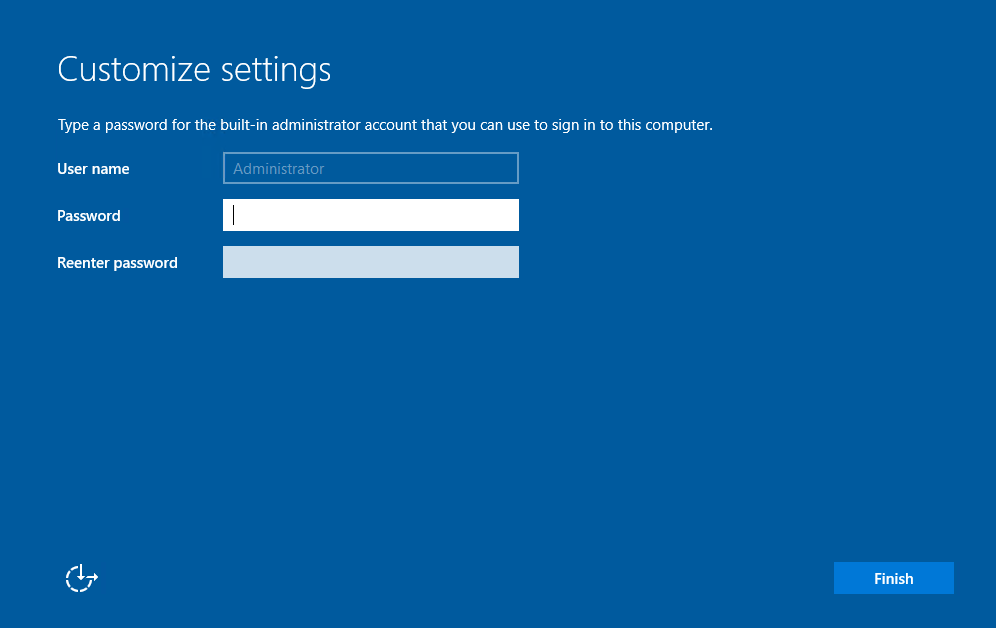 Customize settings
Type a password for the built-in administrator account that you can use to sign in to this computer.
User name
Administrator
Password
Reenter password
Finish